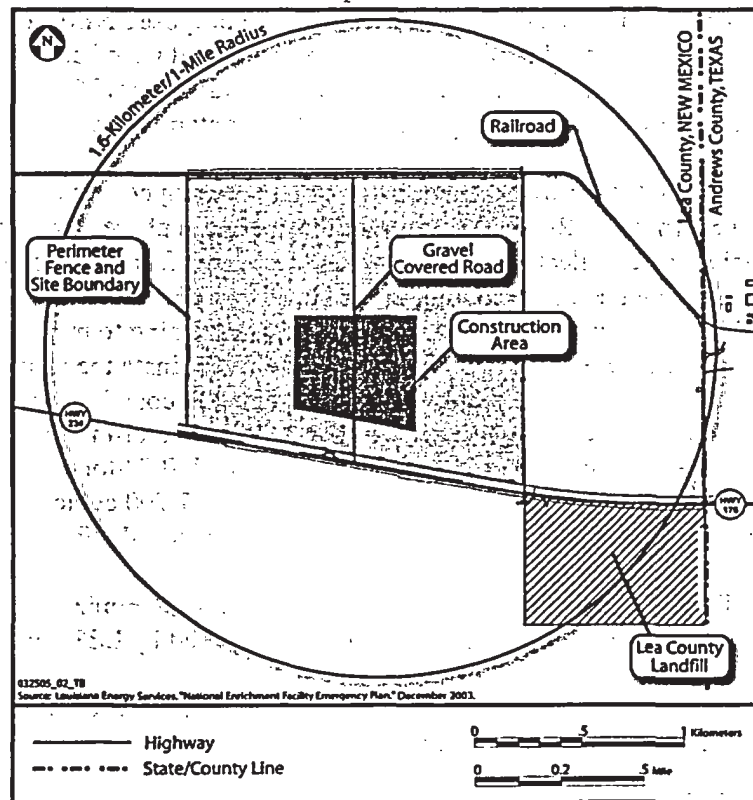 N
1.6-Kilometer/1-Mile Radius
Lea County, NEW MEXICO
Andrews County, TEXAS
Railroad
Perimeter
Fence and
Site Boundary
Gravel
Covered Road
Construction
Area
HWY
234
HWY
176
Lea County
Landfill
032505_02_TB
Source: Louisiana Energy Services. "National Enrichment Facility Emergency Plan." December 2003.
Highway
State/County Line
0 .5 1 Kilometers
0 0.2 .5 Mile